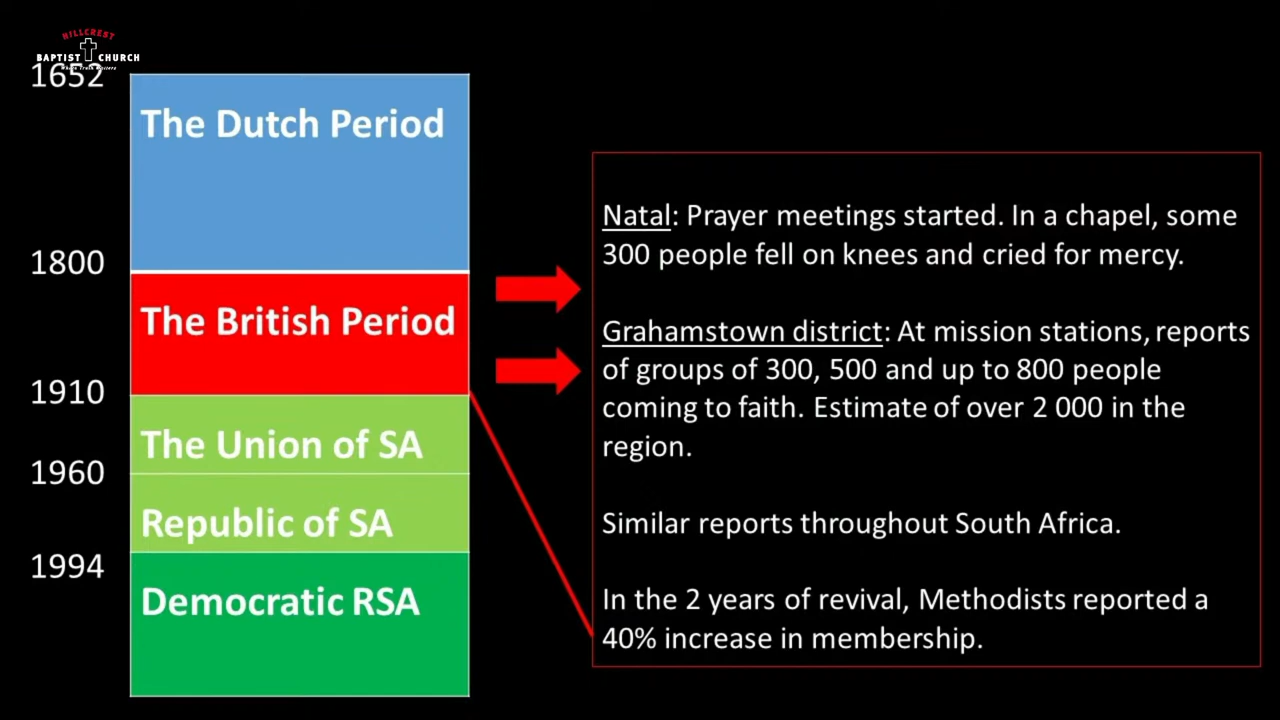 HILLCREST
BAPTIST CHURCH
1652
The Dutch Period
1800
The British Period
1910
The Union of SA
1960
Republic of SA
1994
Democratic RSA
Natal: Prayer meetings started. In a chapel, some
300 people fell on knees and cried for mercy.
Grahamstown district: At mission stations, reports
of groups of 300, 500 and up to 800 people
coming to faith. Estimate of over 2 000 in the
region.
Similar reports throughout South Africa.
In the 2 years of revival, Methodists reported a
40% increase in membership.